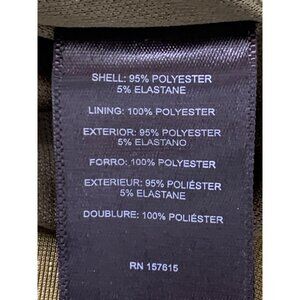 SHELL: 95% POLYESTER
5% ELASTANE
LINING: 100% POLYESTER
EXTERIOR: 95% POLYESTER
5% ELASTANO
FORRO: 100% POLYESTER
EXTERIEUR: 95% POLIÉSTER
5% ELASTANE
DOUBLURE: 100% POLIÉSTER
RN 157615